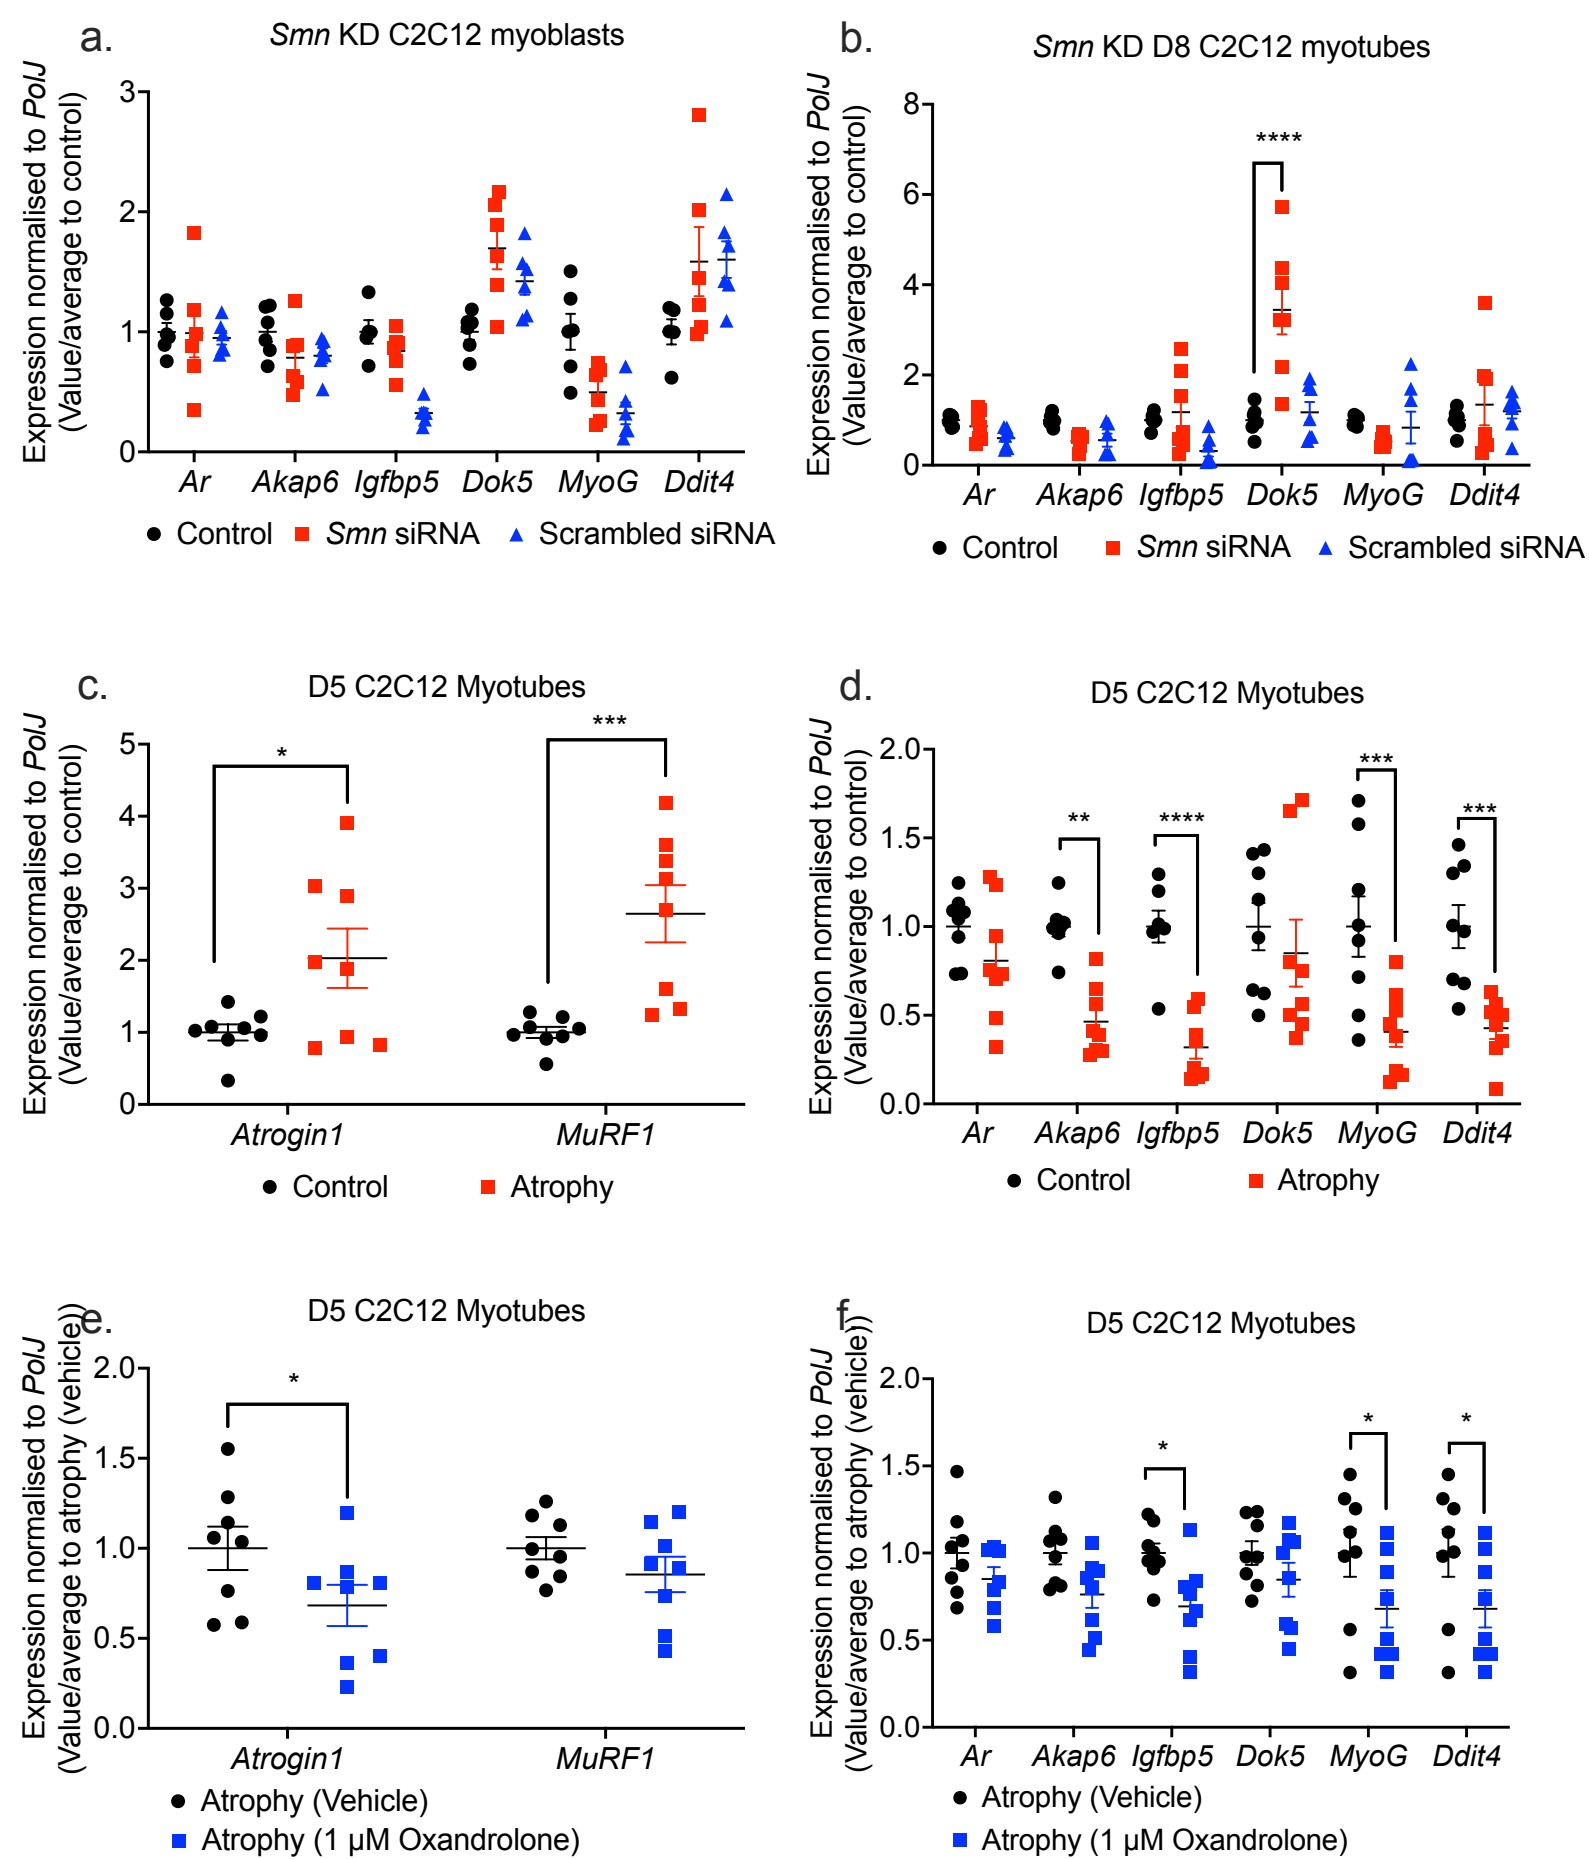 a.
Smn KD C2C12 myoblasts
Expression normalised to PolJ
(Value/average to control)
3
2
1
0
Ar Akap6 Igfbp5 Dok5 MyoG Ddit4
Control Smn siRNA Scrambled siRNA
b.
Smn KD D8 C2C12 myotubes
Expression normalised to PolJ
(Value/average to control)
8
6
4
2
0
****
Ar Akap6 Igfbp5 Dok5 MyoG Ddit4
Control Smn siRNA Scrambled siRNA
c.
D5 C2C12 Myotubes
Expression normalised to PolJ
(Value/average to control)
5
4
3
2
1
0
* ***
Atrogin1 MuRF1
Control Atrophy
d.
D5 C2C12 Myotubes
Expression normalised to PolJ
(Value/average to control)
2.0
1.5
1.0
0.5
0.0
** **** *** ***
Ar Akap6 Igfbp5 Dok5 MyoG Ddit4
Control Atrophy
e.
D5 C2C12 Myotubes
Expression normalised to PolJ
(Value/average to atrophy (vehicle))
2.0
1.5
1.0
0.5
0.0
*
Atrogin1 MuRF1
Atrophy (Vehicle)
Atrophy (1 μM Oxandrolone)
f.
D5 C2C12 Myotubes
Expression normalised to PolJ
(Value/average to atrophy (vehicle))
2.0
1.5
1.0
0.5
0.0
* * *
Ar Akap6 Igfbp5 Dok5 MyoG Ddit4
Atrophy (Vehicle)
Atrophy (1 μM Oxandrolone)